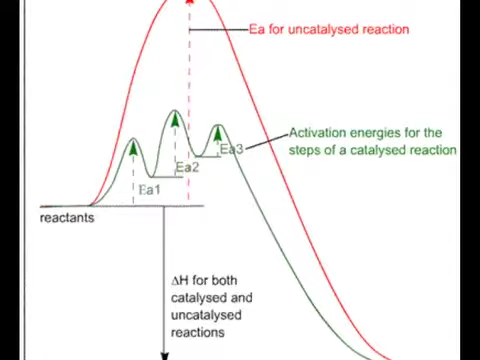 Ea for uncatalysed reaction
Activation energies for the
steps of a catalysed reaction
Ea3
Ea2
Ea1
reactants
ΔH for both
catalysed and
uncatalysed
reactions